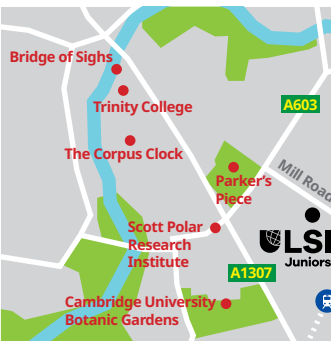 Bridge of Sighs
Trinity College
A603
The Corpus Clock
Mill Road
Parker's
Piece
Scott Polar
Research
Institute
LSI
Juniors
A1307
Cambridge University
Botanic Gardens